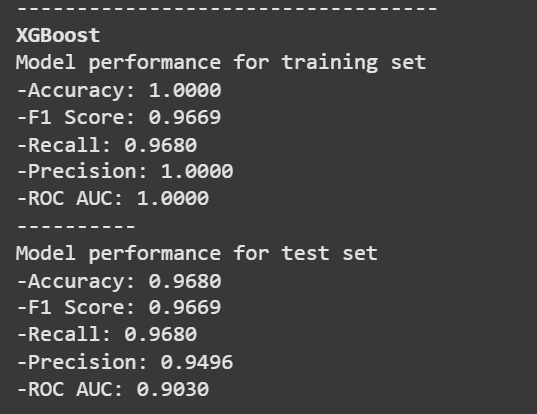 -----------------------------------
XGBoost
Model performance for training set
-Accuracy: 1.0000
-F1 Score: 0.9669
-Recall: 0.9680
-Precision: 1.0000
-ROC AUC: 1.0000
----------
Model performance for test set
-Accuracy: 0.9680
-F1 Score: 0.9669
-Recall: 0.9680
-Precision: 0.9496
-ROC AUC: 0.9030